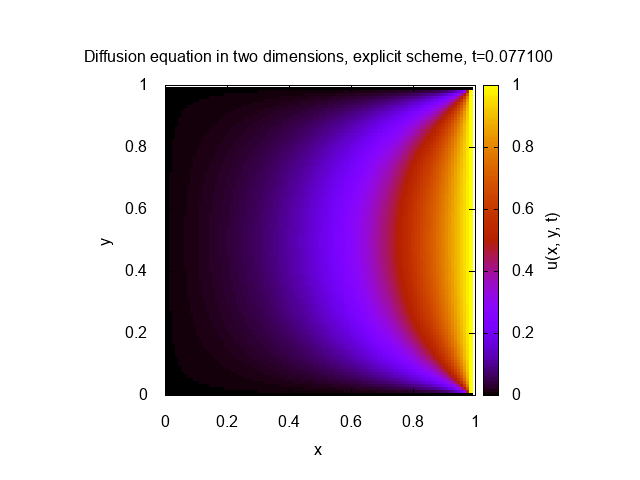 Diffusion equation in two dimensions, explicit scheme, t=0.077100
1
0.8
0.6
0.4
0.2
0
y
0 0.2 0.4 0.6 0.8 1
x
1
0.8
0.6
0.4
0.2
0
u(x, y, t)